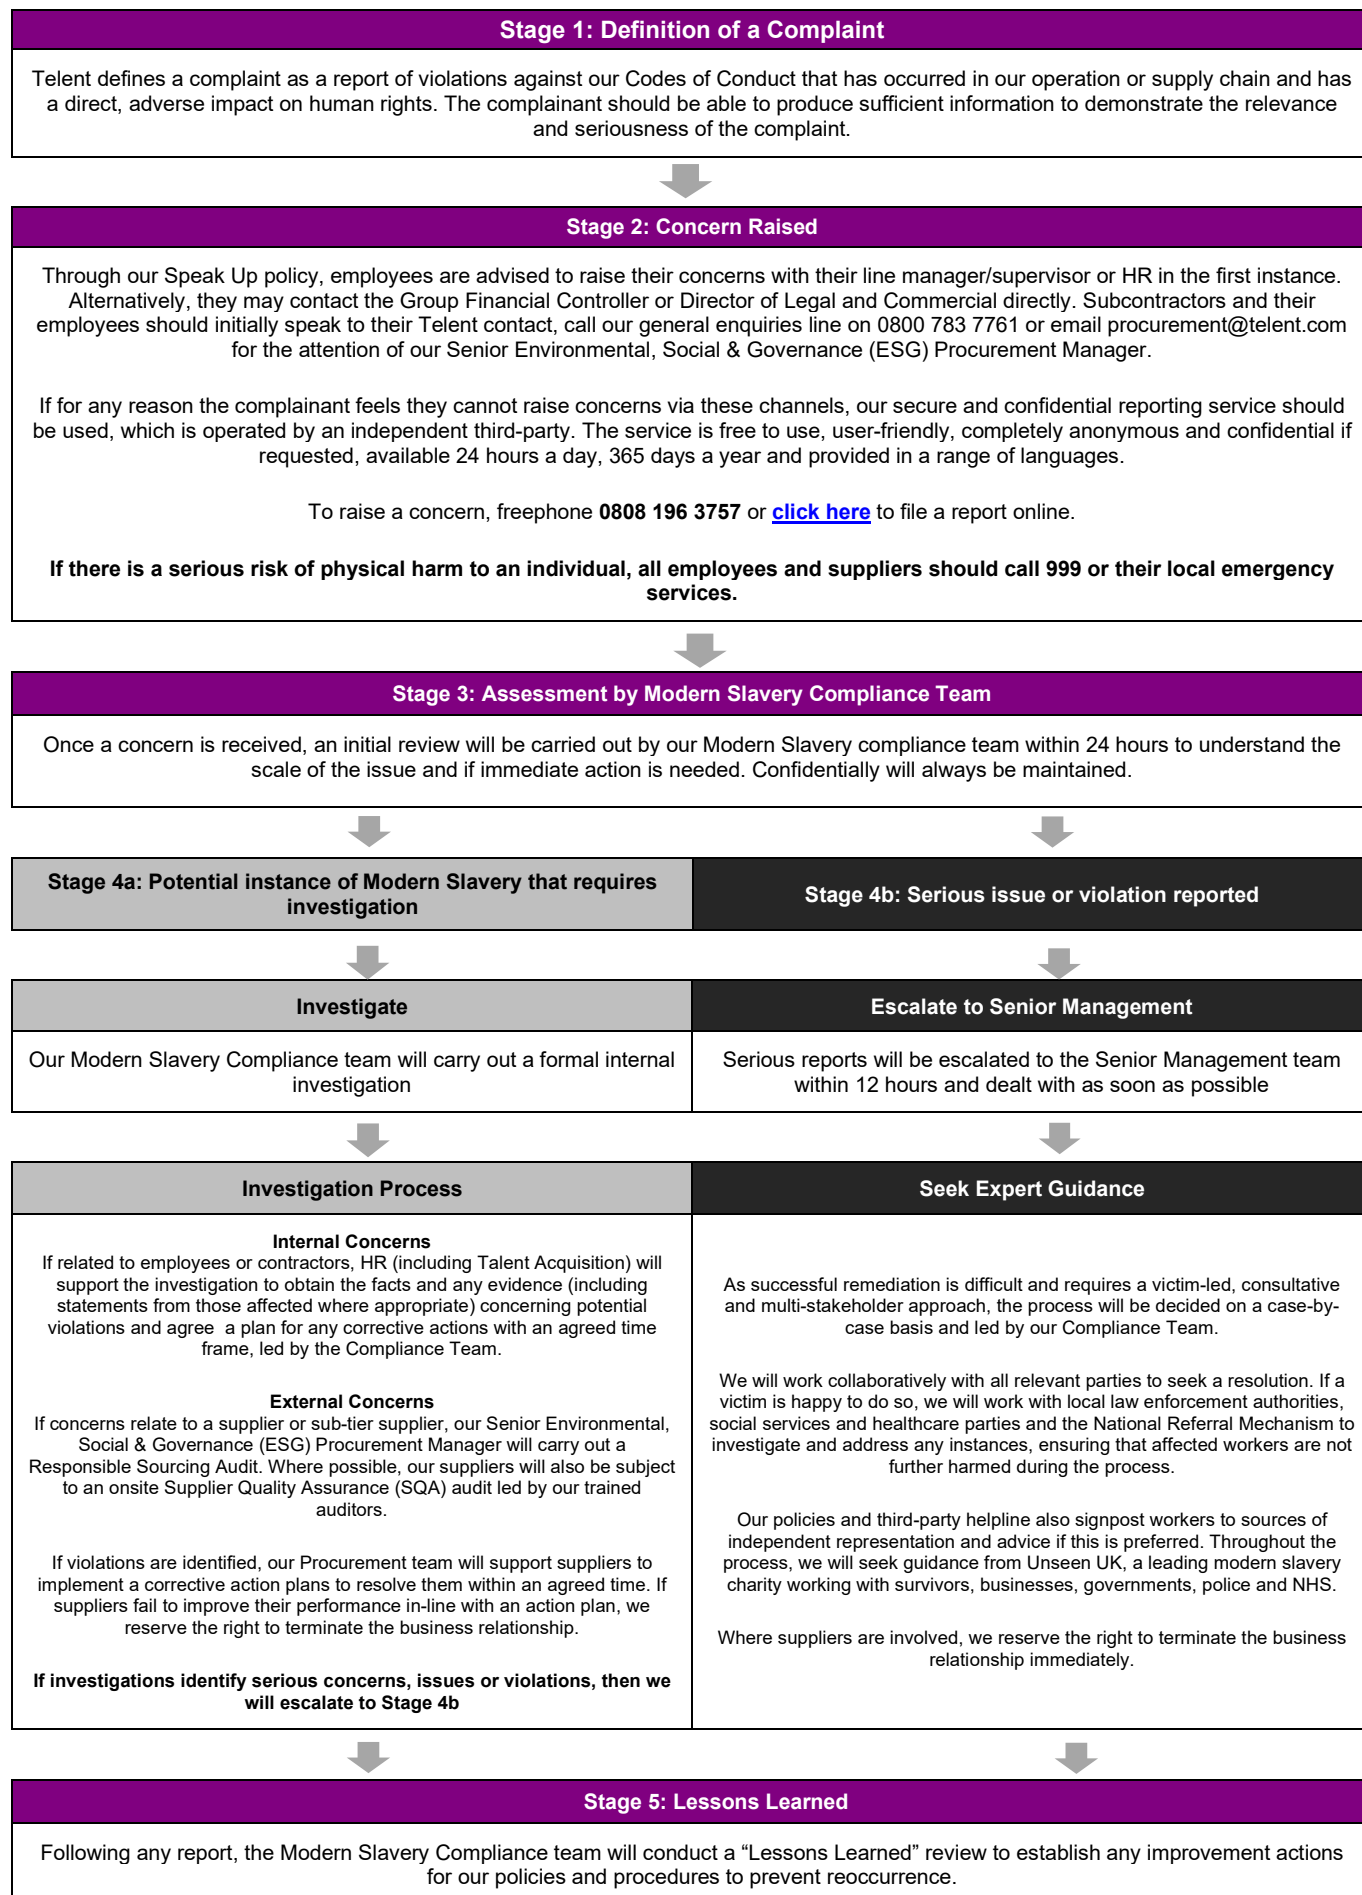 Stage 1: Definition of a Complaint
Telent defines a complaint as a report of violations against our Codes of Conduct that has occurred in our operation or supply chain and has
a direct, adverse impact on human rights. The complainant should be able to produce sufficient information to demonstrate the relevance
and seriousness of the complaint.
Stage 2: Concern Raised
Through our Speak Up policy, employees are advised to raise their concerns with their line manager/supervisor or HR in the first instance.
Alternatively, they may contact the Group Financial Controller or Director of Legal and Commercial directly. Subcontractors and their
employees should initially speak to their Telent contact, call our general enquiries line on 0800 783 7761 or email procurement@telent.com
for the attention of our Senior Environmental, Social & Governance (ESG) Procurement Manager.
If for any reason the complainant feels they cannot raise concerns via these channels, our secure and confidential reporting service should
be used, which is operated by an independent third-party. The service is free to use, user-friendly, completely anonymous and confidential if
requested, available 24 hours a day, 365 days a year and provided in a range of languages.
To raise a concern, freephone 0808 196 3757 or click here to file a report online.
If there is a serious risk of physical harm to an individual, all employees and suppliers should call 999 or their local emergency
services.
Stage 3: Assessment by Modern Slavery Compliance Team
Once a concern is received, an initial review will be carried out by our Modern Slavery compliance team within 24 hours to understand the
scale of the issue and if immediate action is needed. Confidentially will always be maintained.
Stage 4a: Potential instance of Modern Slavery that requires
investigation
Investigate
Our Modern Slavery Compliance team will carry out a formal internal
investigation
Investigation Process
Internal Concerns
If related to employees or contractors, HR (including Talent Acquisition) will
support the investigation to obtain the facts and any evidence (including
statements from those affected where appropriate) concerning potential
violations and agree  a plan for any corrective actions with an agreed time
frame, led by the Compliance Team.
External Concerns
If concerns relate to a supplier or sub-tier supplier, our Senior Environmental,
Social & Governance (ESG) Procurement Manager will carry out a
Responsible Sourcing Audit. Where possible, our suppliers will also be subject
to an onsite Supplier Quality Assurance (SQA) audit led by our trained
auditors.
If violations are identified, our Procurement team will support suppliers to
implement a corrective action plans to resolve them within an agreed time. If
suppliers fail to improve their performance in-line with an action plan, we
reserve the right to terminate the business relationship.
If investigations identify serious concerns, issues or violations, then we
will escalate to Stage 4b
Stage 4b: Serious issue or violation reported
Escalate to Senior Management
Serious reports will be escalated to the Senior Management team
within 12 hours and dealt with as soon as possible
Seek Expert Guidance
As successful remediation is difficult and requires a victim-led, consultative
and multi-stakeholder approach, the process will be decided on a case-by-
case basis and led by our Compliance Team.
We will work collaboratively with all relevant parties to seek a resolution. If a
victim is happy to do so, we will work with local law enforcement authorities,
social services and healthcare parties and the National Referral Mechanism to
investigate and address any instances, ensuring that affected workers are not
further harmed during the process.
Our policies and third-party helpline also signpost workers to sources of
independent representation and advice if this is preferred. Throughout the
process, we will seek guidance from Unseen UK, a leading modern slavery
charity working with survivors, businesses, governments, police and NHS.
Where suppliers are involved, we reserve the right to terminate the business
relationship immediately.
Stage 5: Lessons Learned
Following any report, the Modern Slavery Compliance team will conduct a “Lessons Learned” review to establish any improvement actions
for our policies and procedures to prevent reoccurrence.